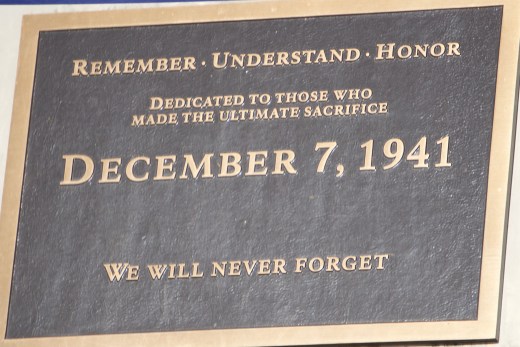 Remember · Understand · Honor
Dedicated to those who
made the ultimate sacrifice
December 7, 1941
We will never forget